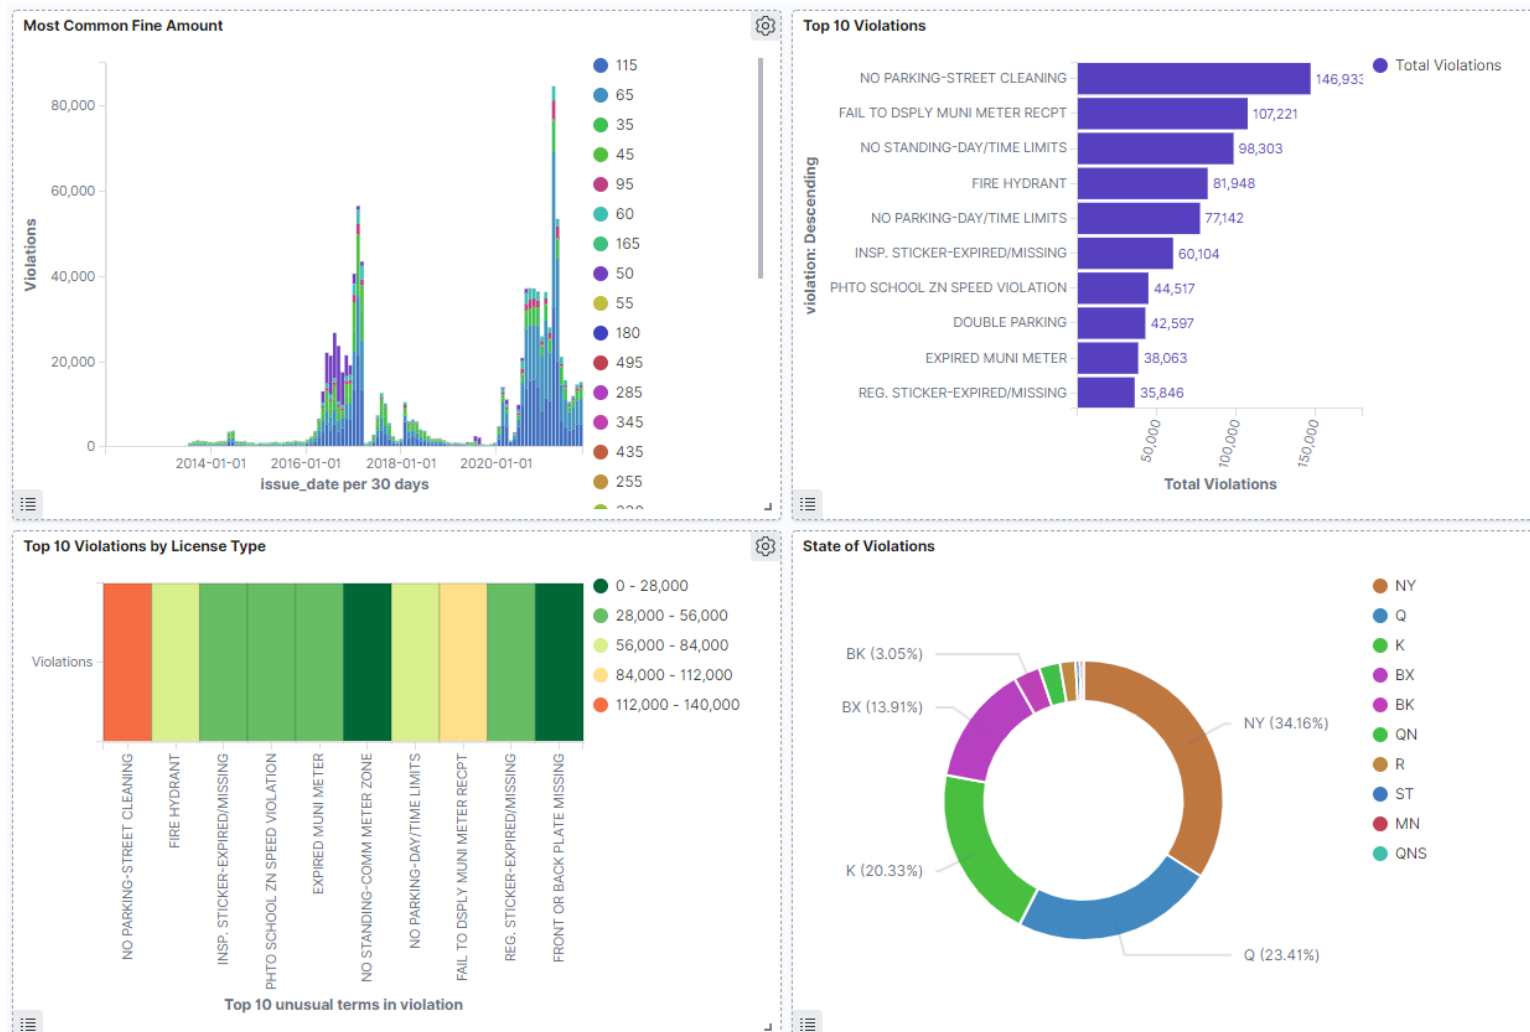 Most Common Fine Amount
80,000
60,000
40,000
20,000
0
Violations
2014-01-01
2016-01-01
2018-01-01
2020-01-01
issue_date per 30 days
115
65
35
45
95
60
165
50
55
180
495
285
345
435
255
Top 10 Violations
violation: Descending
NO PARKING-STREET CLEANING
146,933
FAIL TO DSPLY MUNI METER RECPT
107,221
NO STANDING-DAY/TIME LIMITS
98,303
FIRE HYDRANT
81,948
NO PARKING-DAY/TIME LIMITS
77,142
INSP. STICKER-EXPIRED/MISSING
60,104
PHTO SCHOOL ZN SPEED VIOLATION
44,517
DOUBLE PARKING
42,597
EXPIRED MUNI METER
38,063
REG. STICKER-EXPIRED/MISSING
35,846
50,000
100,000
150,000
Total Violations
Total Violations
Top 10 Violations by License Type
Violations
NO PARKING-STREET CLEANING
FIRE HYDRANT
INSP. STICKER-EXPIRED/MISSING
PHTO SCHOOL ZN SPEED VIOLATION
EXPIRED MUNI METER
NO STANDING-COMM METER ZONE
NO PARKING-DAY/TIME LIMITS
FAIL TO DSPLY MUNI METER RECPT
REG. STICKER-EXPIRED/MISSING
FRONT OR BACK PLATE MISSING
Top 10 unusual terms in violation
0 - 28,000
28,000 - 56,000
56,000 - 84,000
84,000 - 112,000
112,000 - 140,000
State of Violations
BK (3.05%)
BX (13.91%)
NY (34.16%)
K (20.33%)
Q (23.41%)
NY
Q
K
BX
BK
QN
R
ST
MN
QNS